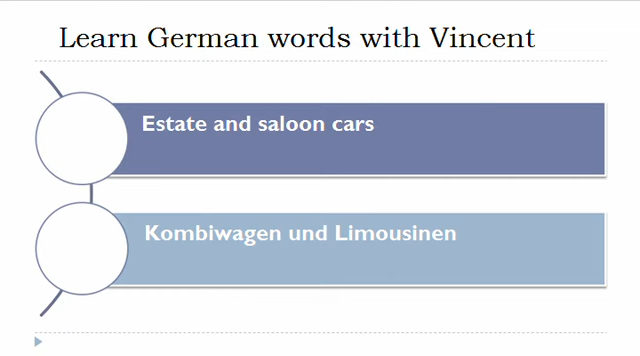 Learn German words with Vincent
Estate and saloon cars
Kombiwagen und Limousinen